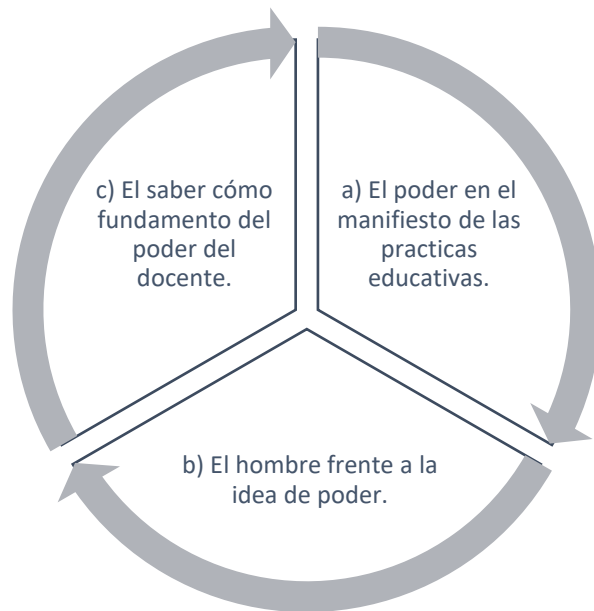 a) El poder en el
manifiesto de las
practicas
educativas.
b) El hombre frente a la
idea de poder.
c) El saber cómo
fundamento del
poder del
docente.